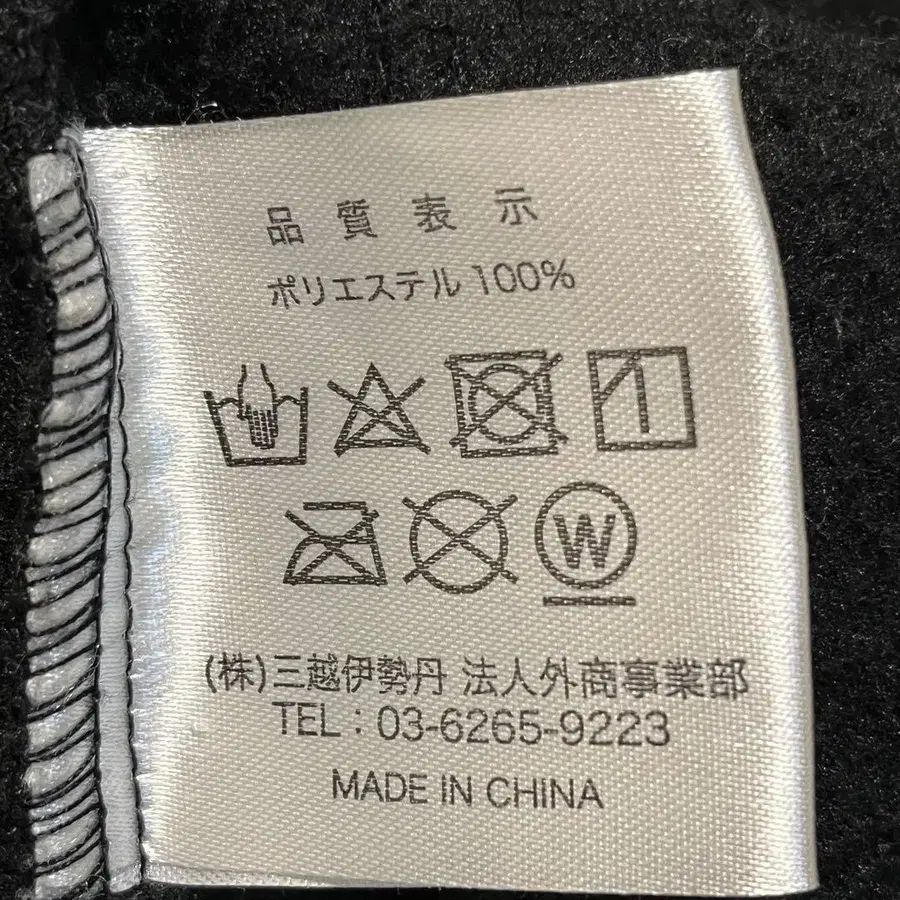 品質表示
ポリエステル 100%
W
(株)三越伊勢丹 法人外商事業部
TEL : 03-6265-9223
MADE IN CHINA